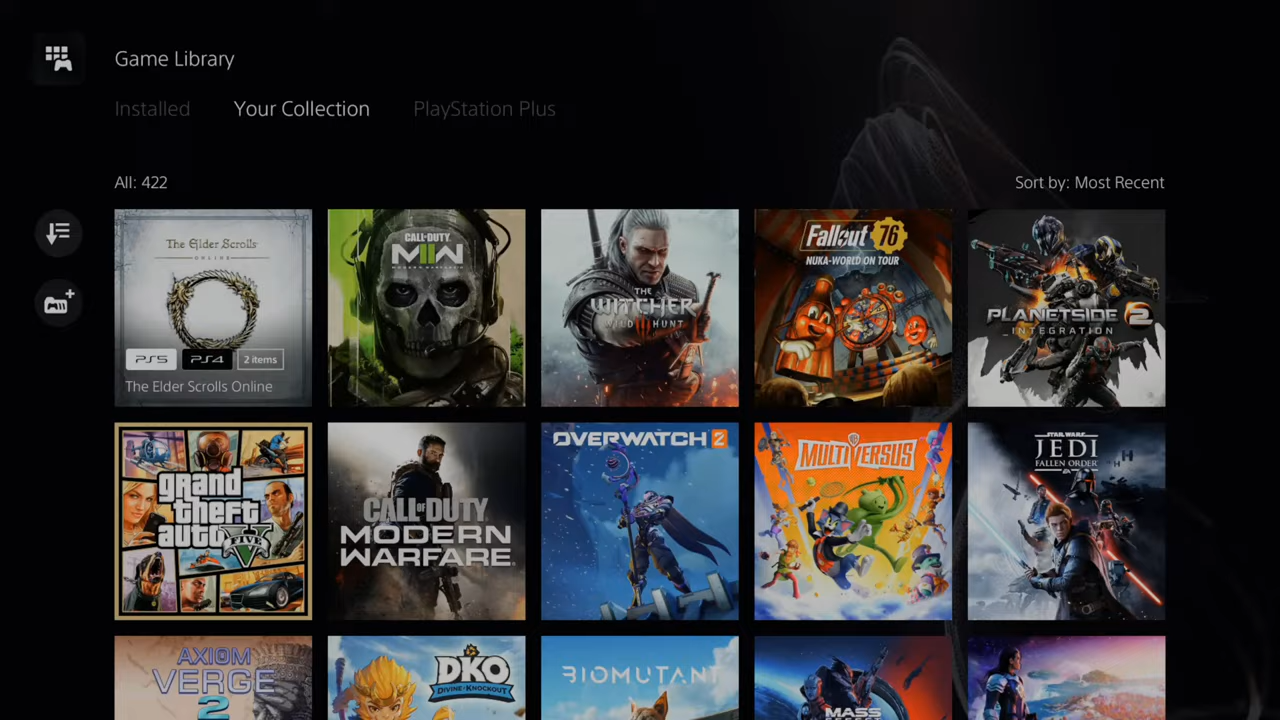 Game Library
Installed
Your Collection
PlayStation Plus
All: 422
Sort by: Most Recent
The Elder Scrolls
ONLINE
PS5
PS4
2 items
The Elder Scrolls Online
CALL OF DUTY
MWII
MODERN WARFARE
THE
WITCHER
WILD HUNT
Fallout 76
NUKA-WORLD ON TOUR
PLANETSIDE 2
INTEGRATION
grand
theft
auto V
FIVE
CALL OF DUTY
MODERN
WARFARE
OVERWATCH 2
MULTIVERSUS
STAR WARS
JEDI
FALLEN ORDER
AXIOM
VERGE
2
DKO
DIVINE KNOCKOUT
BIOMUTANT
MASS